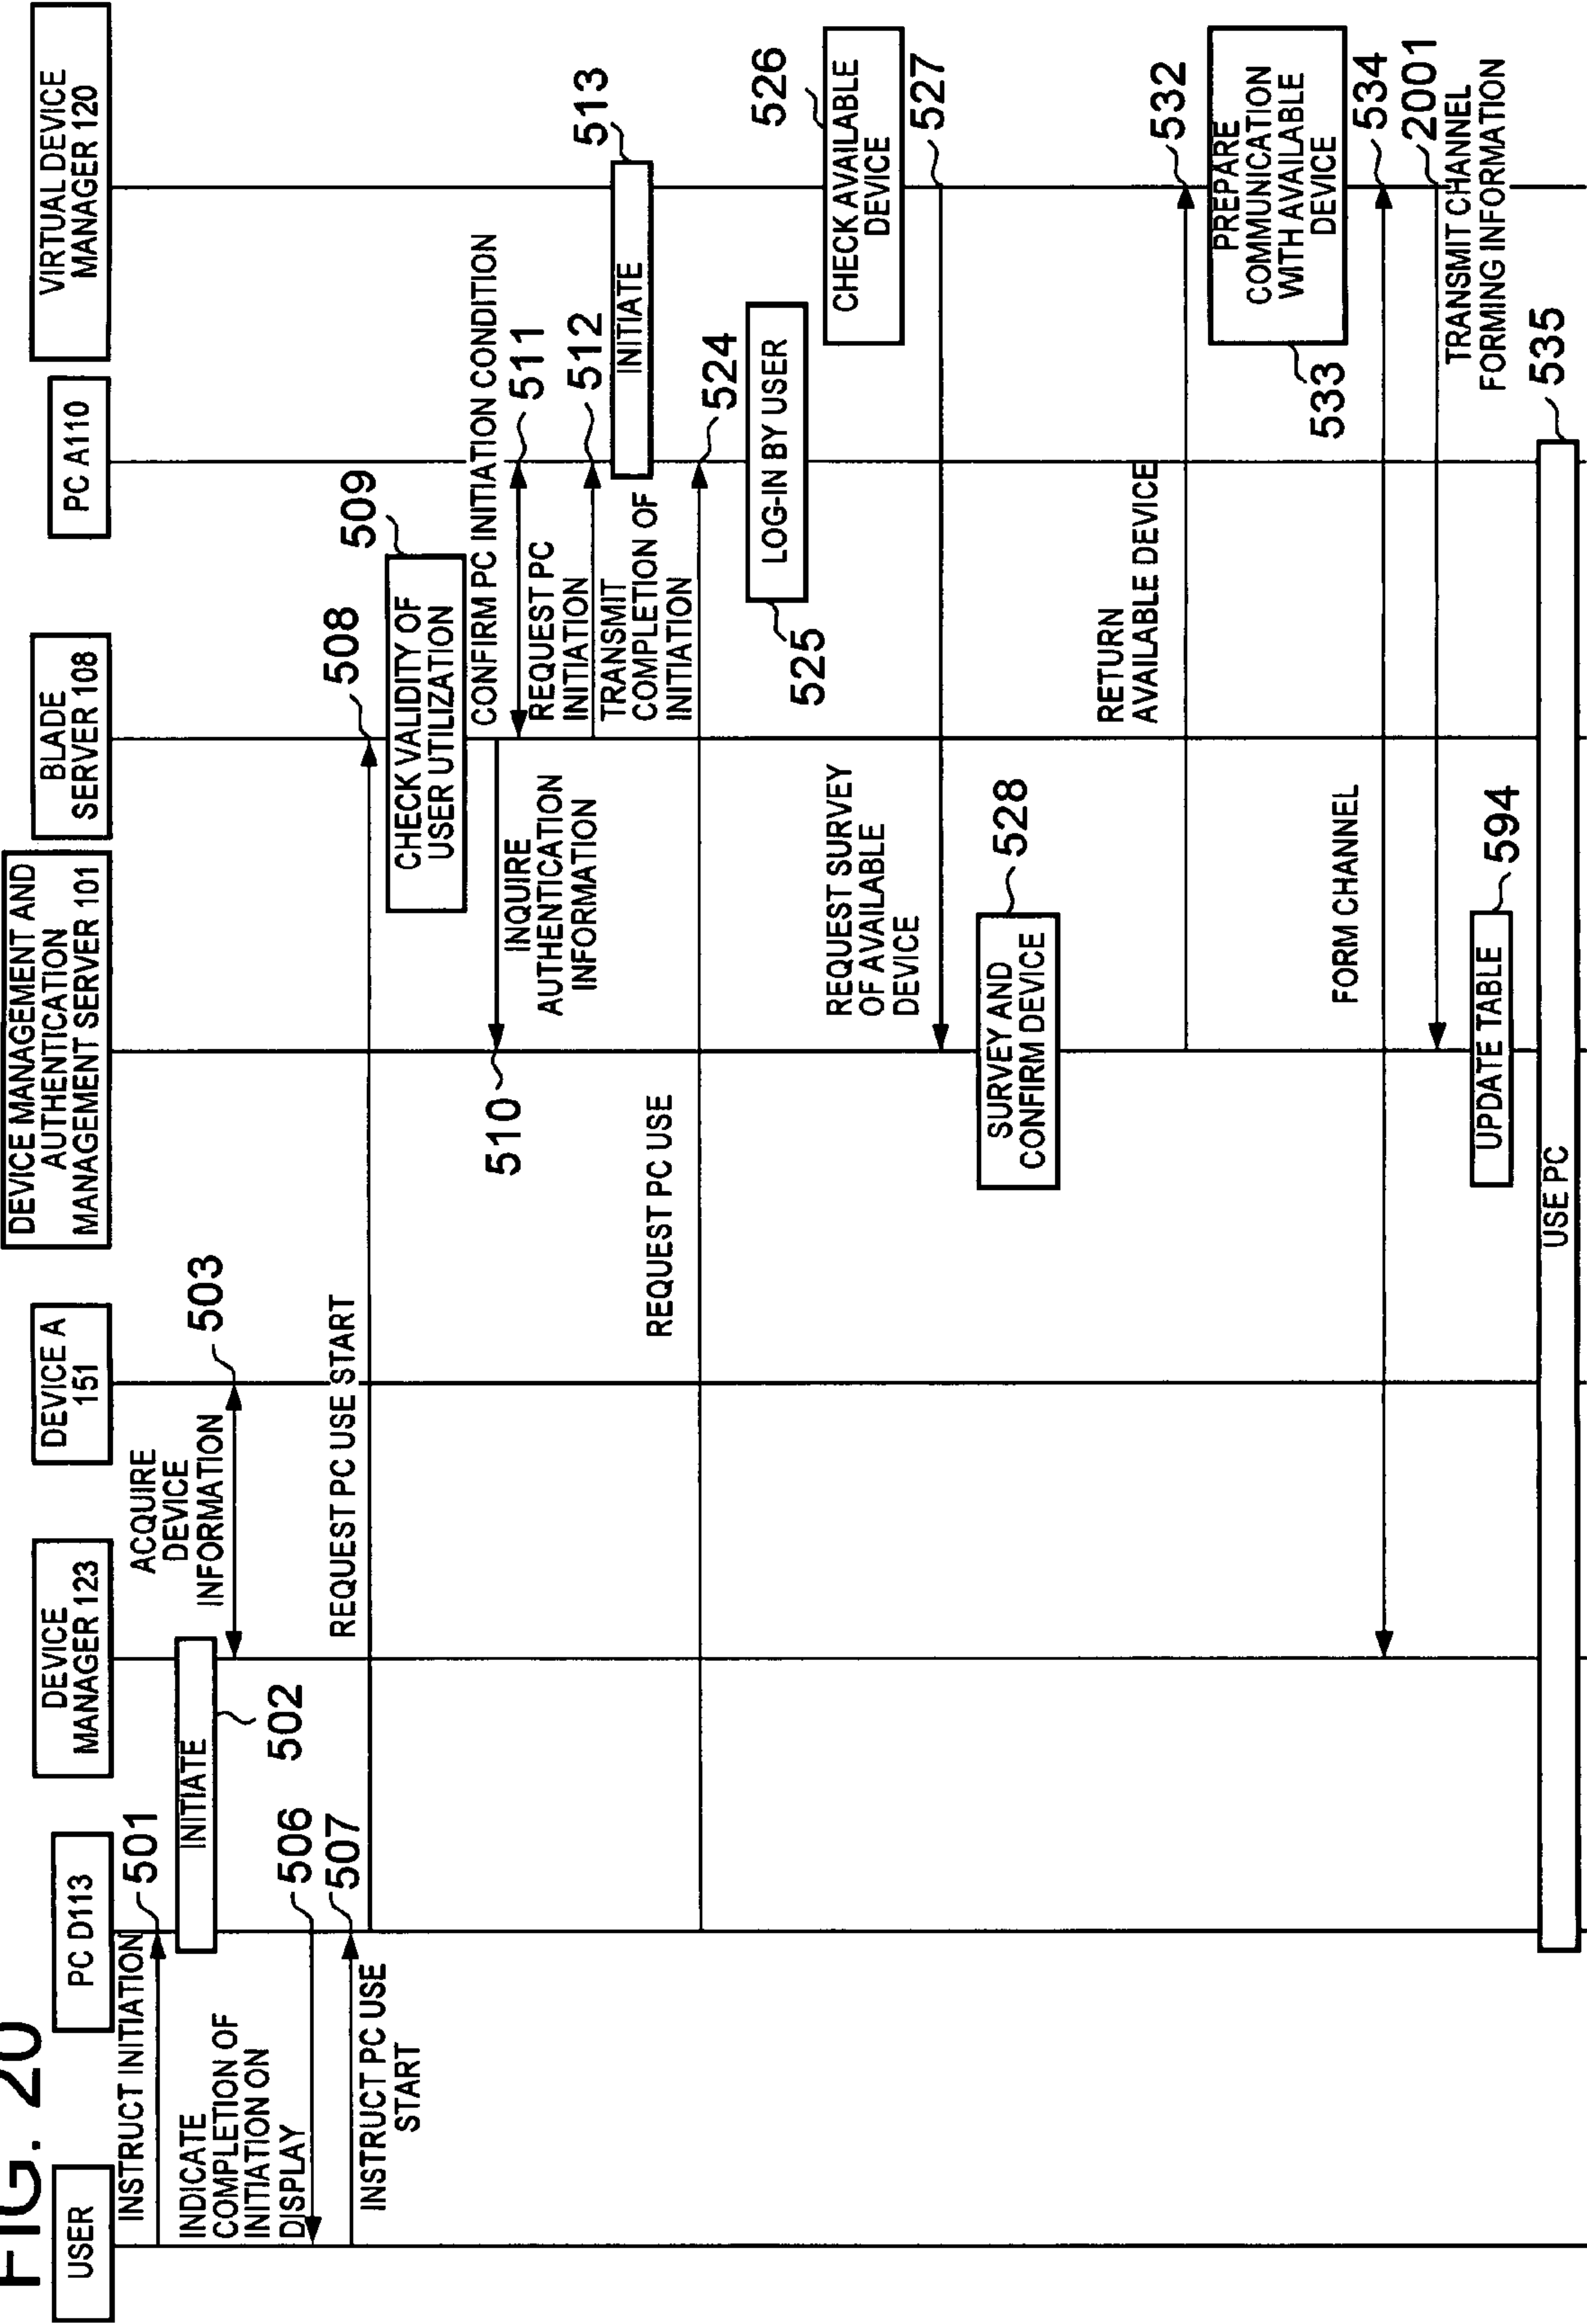 FIG. 20
USER
PC D113
DEVICE
MANAGER 123
DEVICE A
151
DEVICE MANAGEMENT AND
AUTHENTICATION
MANAGEMENT SERVER 101
BLADE
SERVER 108
PC A110
VIRTUAL DEVICE
MANAGER 120
INSTRUCT INITIATION
501
INITIATE
502
ACQUIRE
DEVICE
INFORMATION
503
INDICATE
COMPLETION OF
INITIATION ON
DISPLAY
506
INSTRUCT PC USE
START
507
REQUEST PC USE START
508
CHECK VALIDITY OF
USER UTILIZATION
509
INQUIRE
AUTHENTICATION
INFORMATION
510
CONFIRM PC INITIATION CONDITION
511
REQUEST PC
INITIATION
512
INITIATE
513
TRANSMIT
COMPLETION OF
INITIATION
REQUEST PC USE
524
LOG-IN BY USER
525
CHECK AVAILABLE
DEVICE
526
REQUEST SURVEY
OF AVAILABLE
DEVICE
527
SURVEY AND
CONFIRM DEVICE
528
RETURN
AVAILABLE DEVICE
532
PREPARE
COMMUNICATION
WITH AVAILABLE
DEVICE
533
FORM CHANNEL
534
2001
TRANSMIT CHANNEL
FORMING INFORMATION
UPDATE TABLE
594
USE PC
535